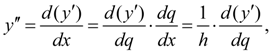 y″ = d(y′)/dx = d(y′)/dq · dq/dx = 1/h · d(y′)/dq,